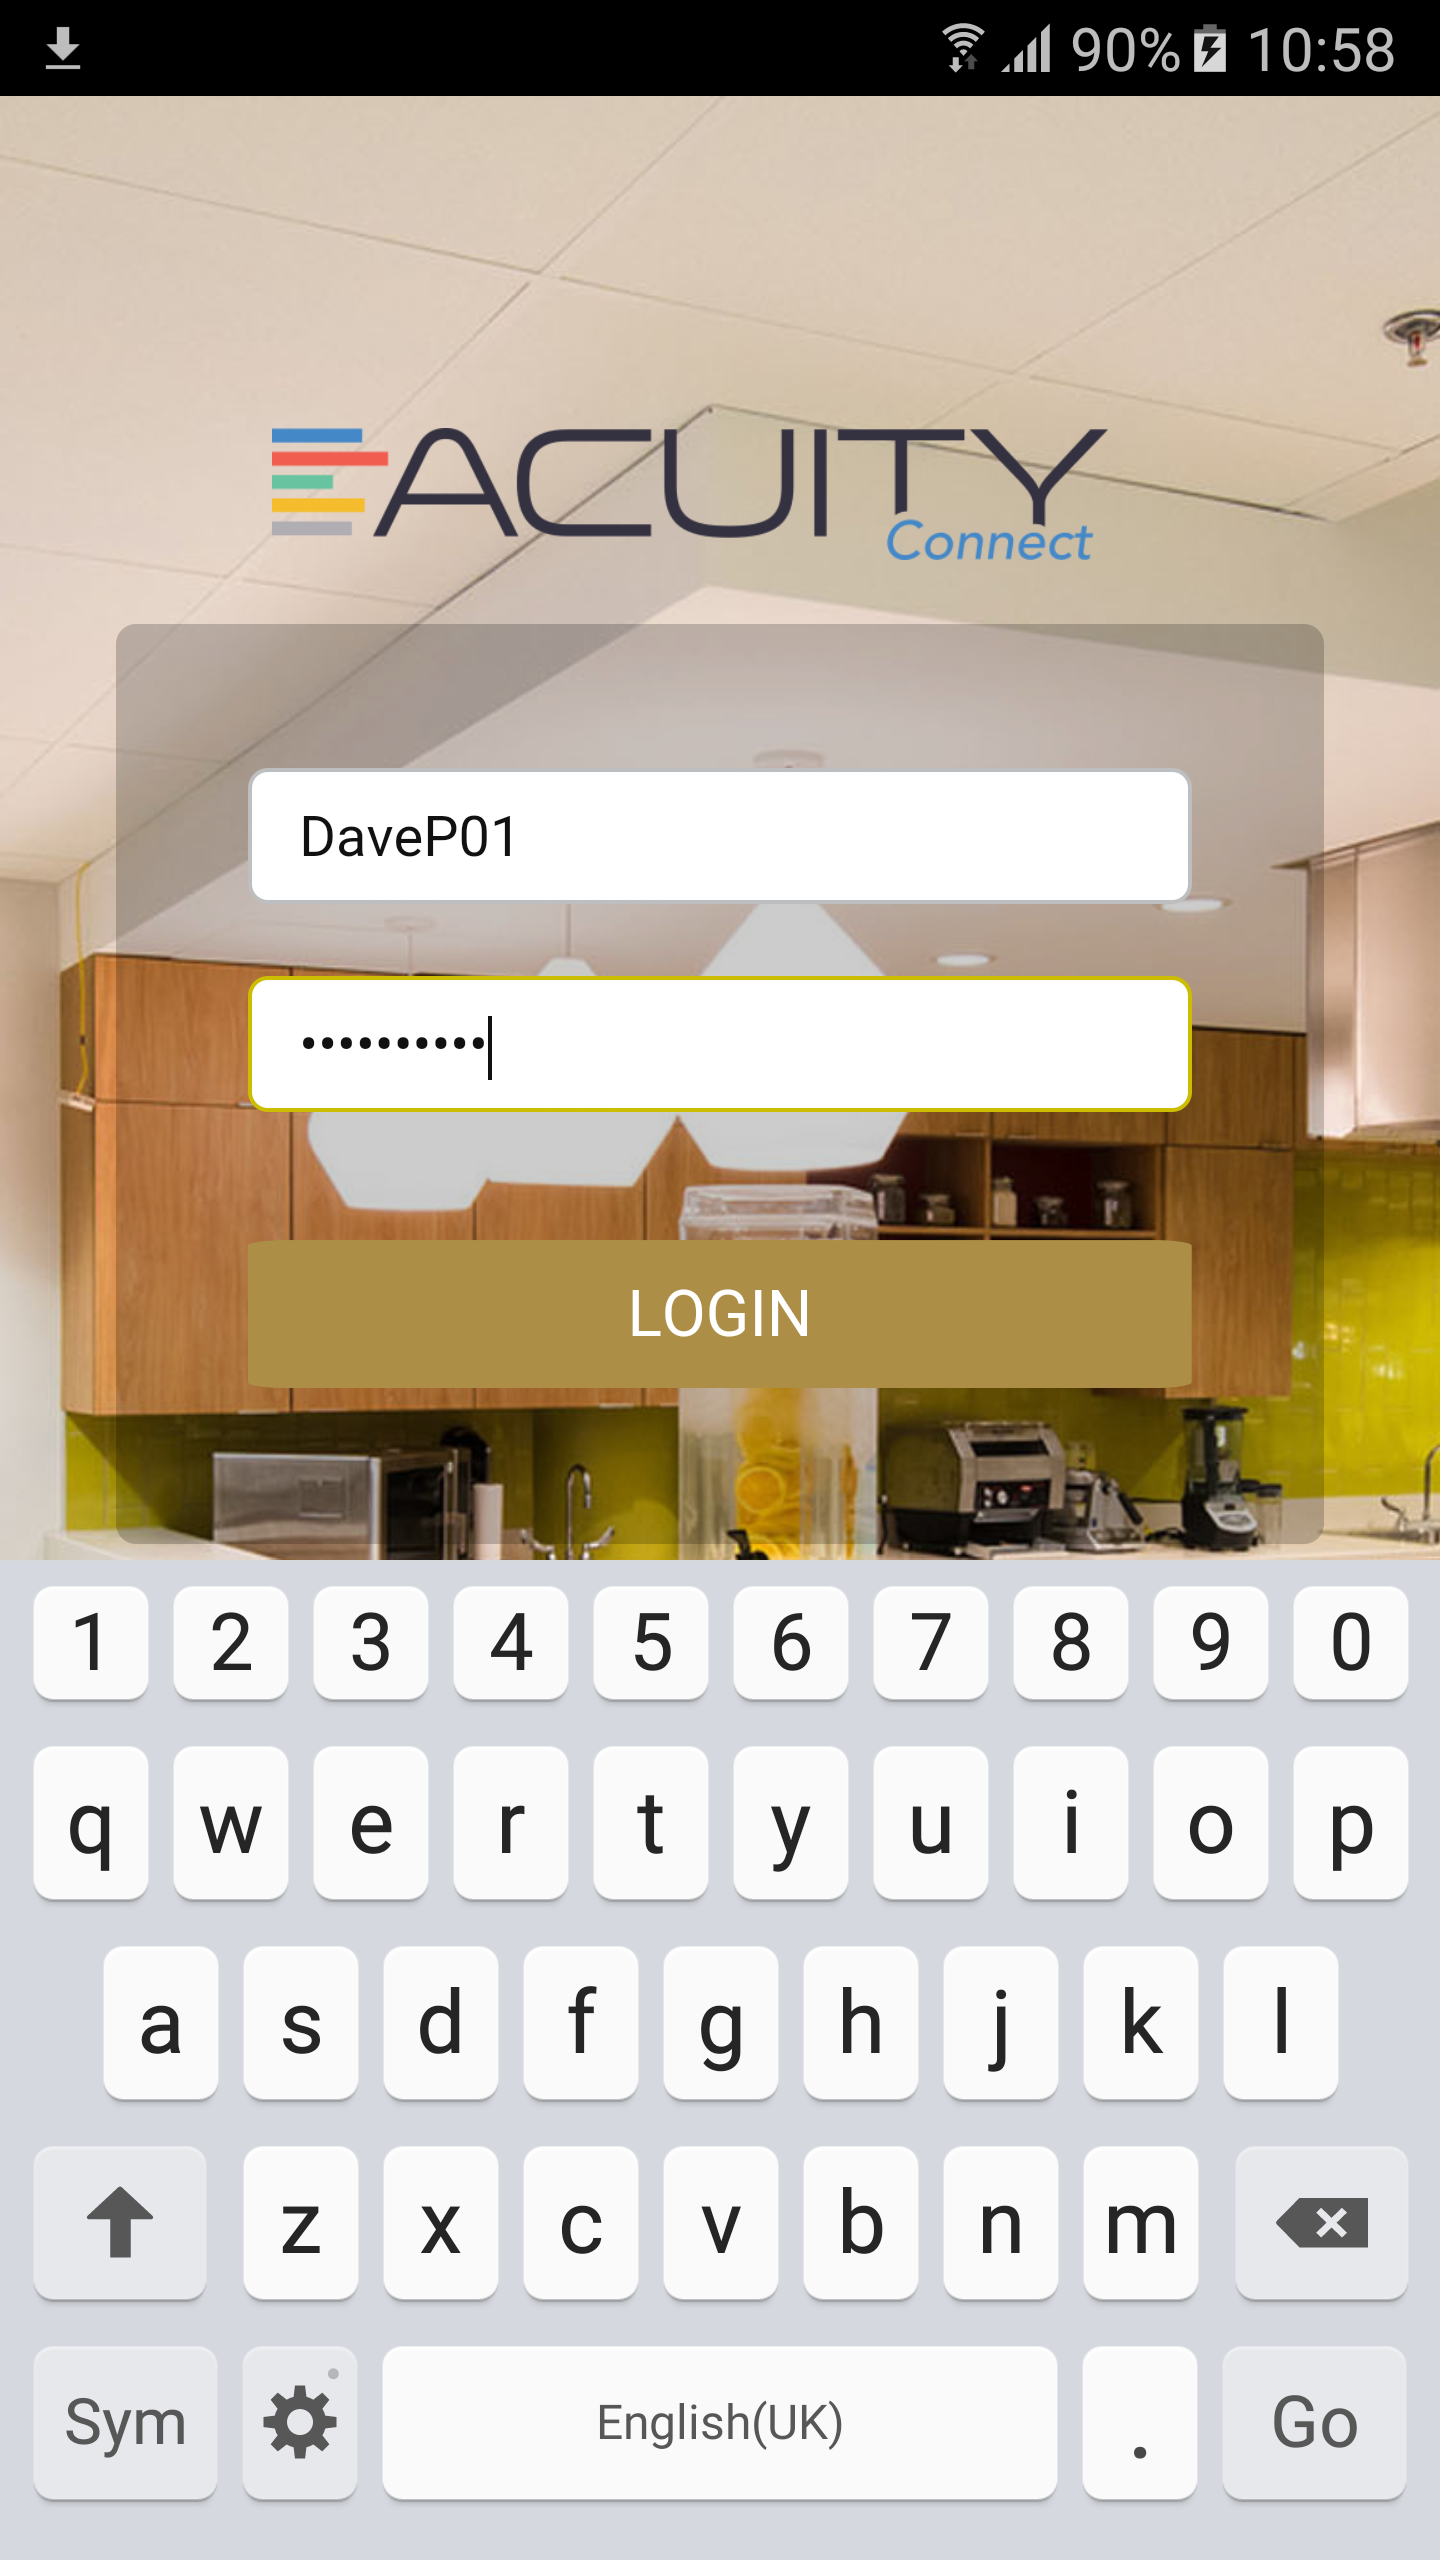 90% 10:58
ACUITY
Connect
DaveP01
••••••••••
LOGIN
1 2 3 4 5 6 7 8 9 0
q w e r t y u i o p
a s d f g h j k l
z x c v b n m
Sym English(UK) . Go